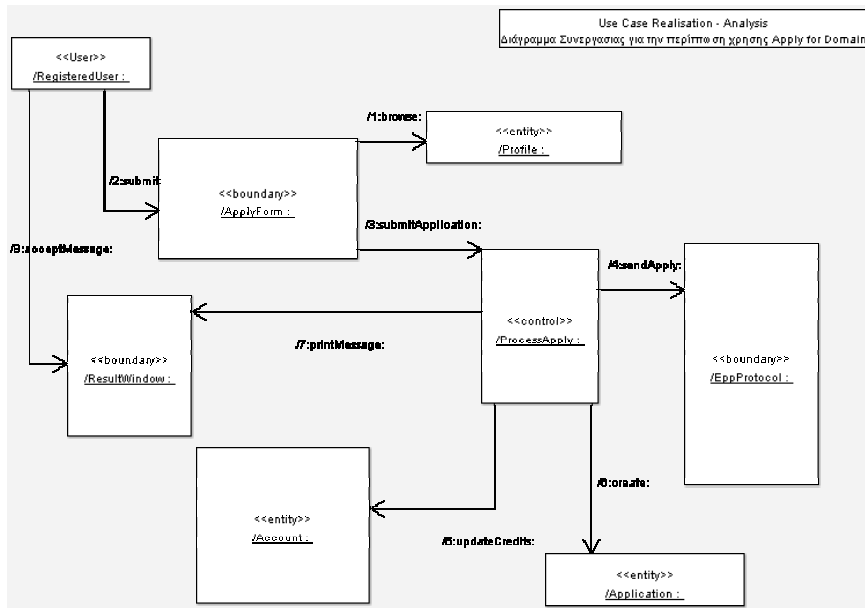 Use Case Realisation - Analysis
Διάγραμμα Συνεργασιας για την περίπτωση χρησης Apply for Domain
<<User>>
/RegisteredUser :
/1:browse:
<<entity>>
/Profile :
/2:submit:
<<boundary>>
/ApplyForm :
/3:submitApplication:
/8:acceptMessage:
/4:sendApply:
<<control>>
/ProcessApply :
<<boundary>>
/ResultWindow :
/7:printMessage:
<<boundary>>
/EppProtocol :
/6:create:
<<entity>>
/Account :
/5:updateCredits:
<<entity>>
/Application :